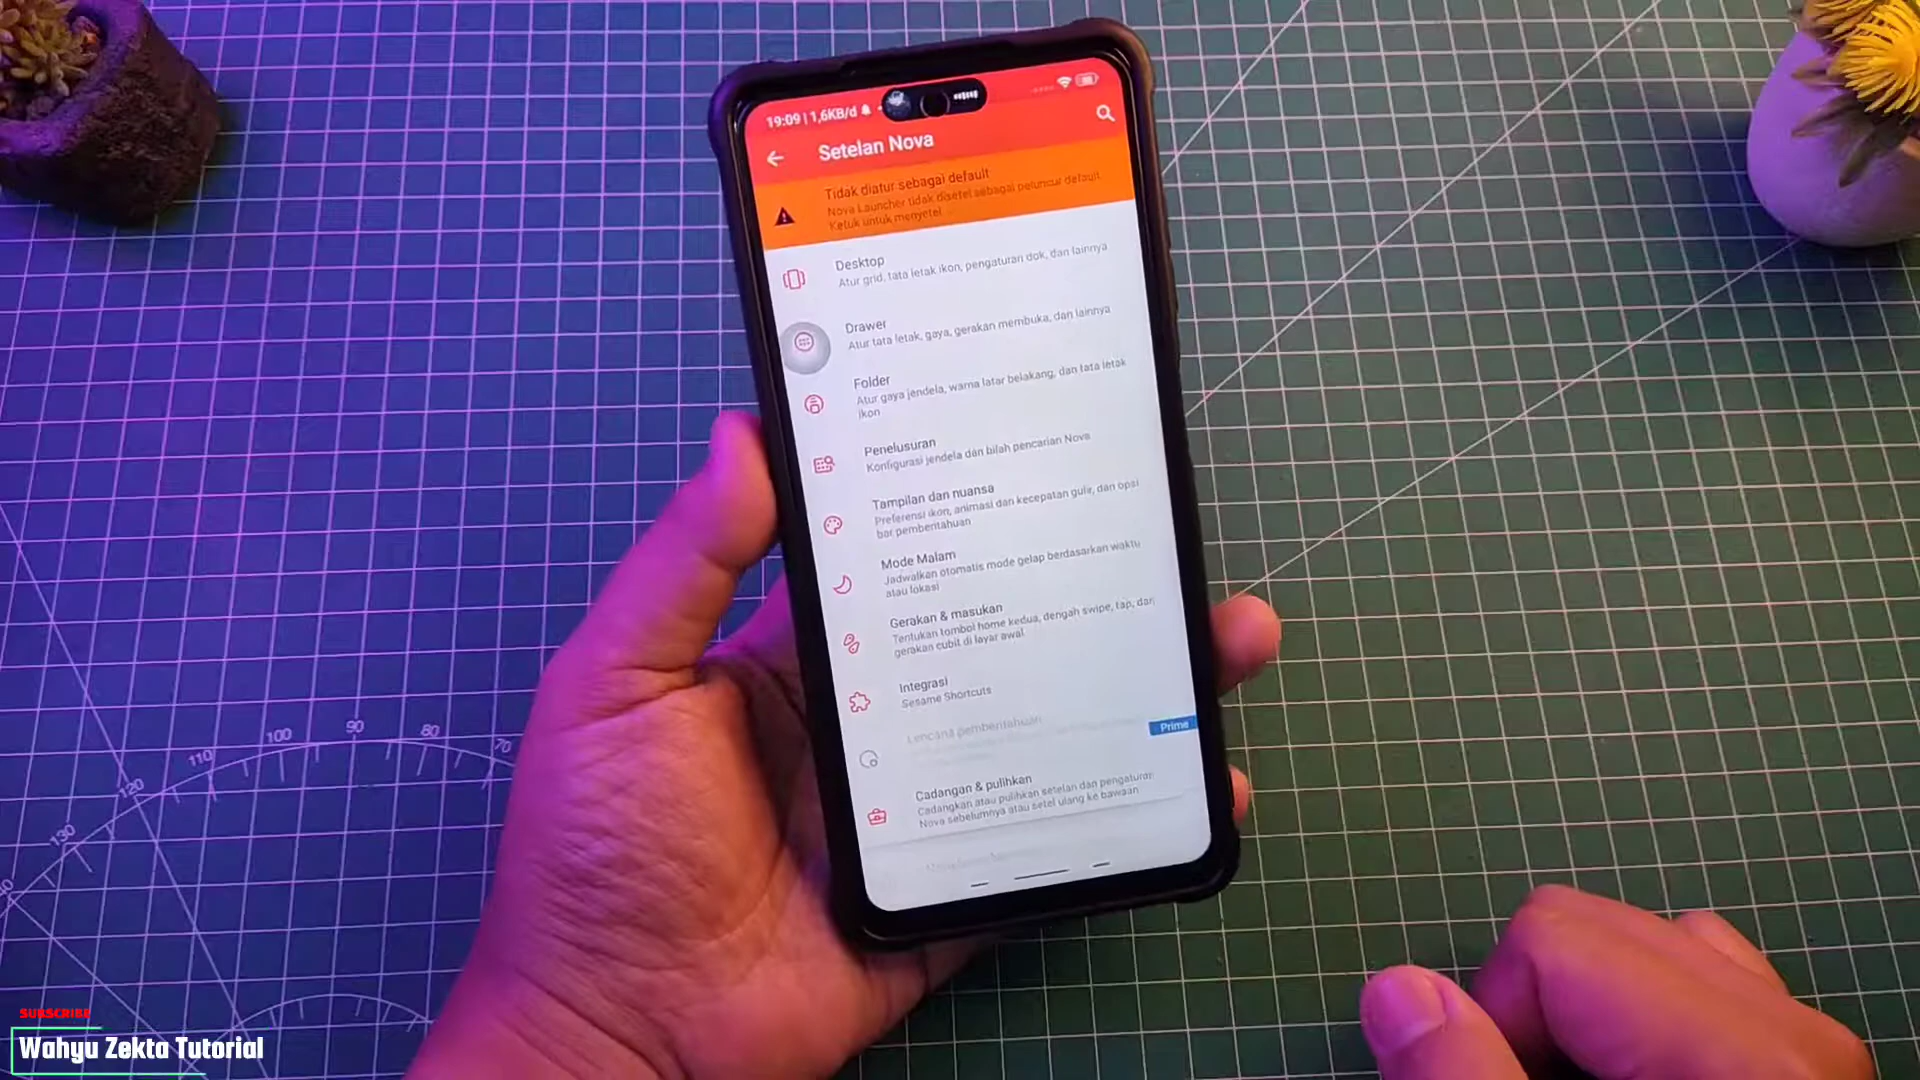 19:09 | 1,6KB/d
Setelan Nova
Tidak diatur sebagai default
Nova Launcher tidak disetel sebagai peluncur default.
Ketuk untuk menyetel
Desktop
Atur grid, tata letak ikon, pengaturan dok, dan lainnya
Drawer
Atur tata letak, gaya, gerakan membuka, dan lainnya
Folder
Atur gaya jendela, warna latar belakang, dan tata letak
ikon
Penelusuran
Konfigurasi jendela dan bilah pencarian Nova
Tampilan dan nuansa
Preferensi ikon, animasi dan kecepatan gulir, dan opsi
bar pemberitahuan
Mode Malam
Jadwalkan otomatis mode gelap berdasarkan waktu
atau lokasi
Gerakan & masukan
Tentukan tombol home kedua, dengah swipe, tap, dan
gerakan cubit di layar awal
Integrasi
Sesame Shortcuts
Lencana pemberitahuan
Prime
Cadangan & pulihkan
Cadangkan atau pulihkan setelan dan pengaturan
Nova sebelumnya atau setel ulang ke bawaan
130
120
110
100
90
80
70
SUBSCRIBE
Wahyu Zekta Tutorial